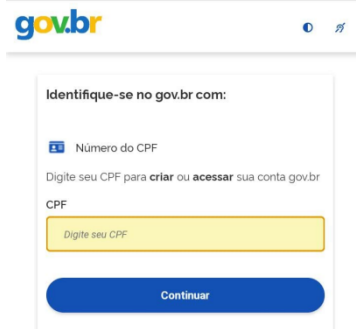 gov.br
Identifique-se no gov.br com:
Número do CPF
Digite seu CPF para criar ou acessar sua conta gov.br
CPF
Digite seu CPF
Continuar